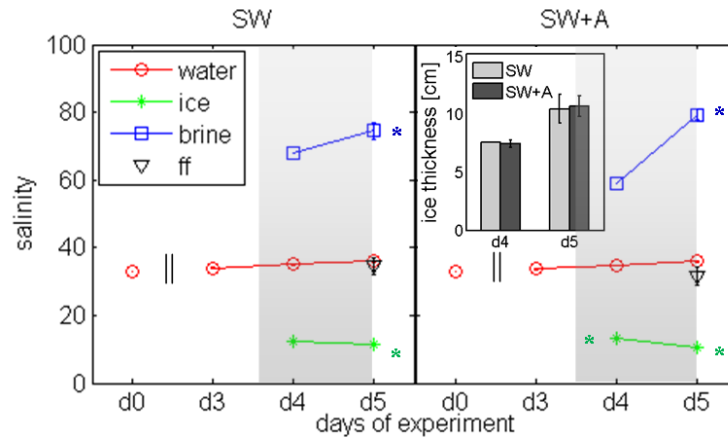 SW
SW+A
100
80
60
40
20
0
salinity
water
ice
brine
ff
*
*
||
d0
d3
d4
d5
ice thickness [cm]
15
10
5
0
SW
SW+A
d4
d5
*
*
*
||
d0
d3
d4
d5
days of experiment